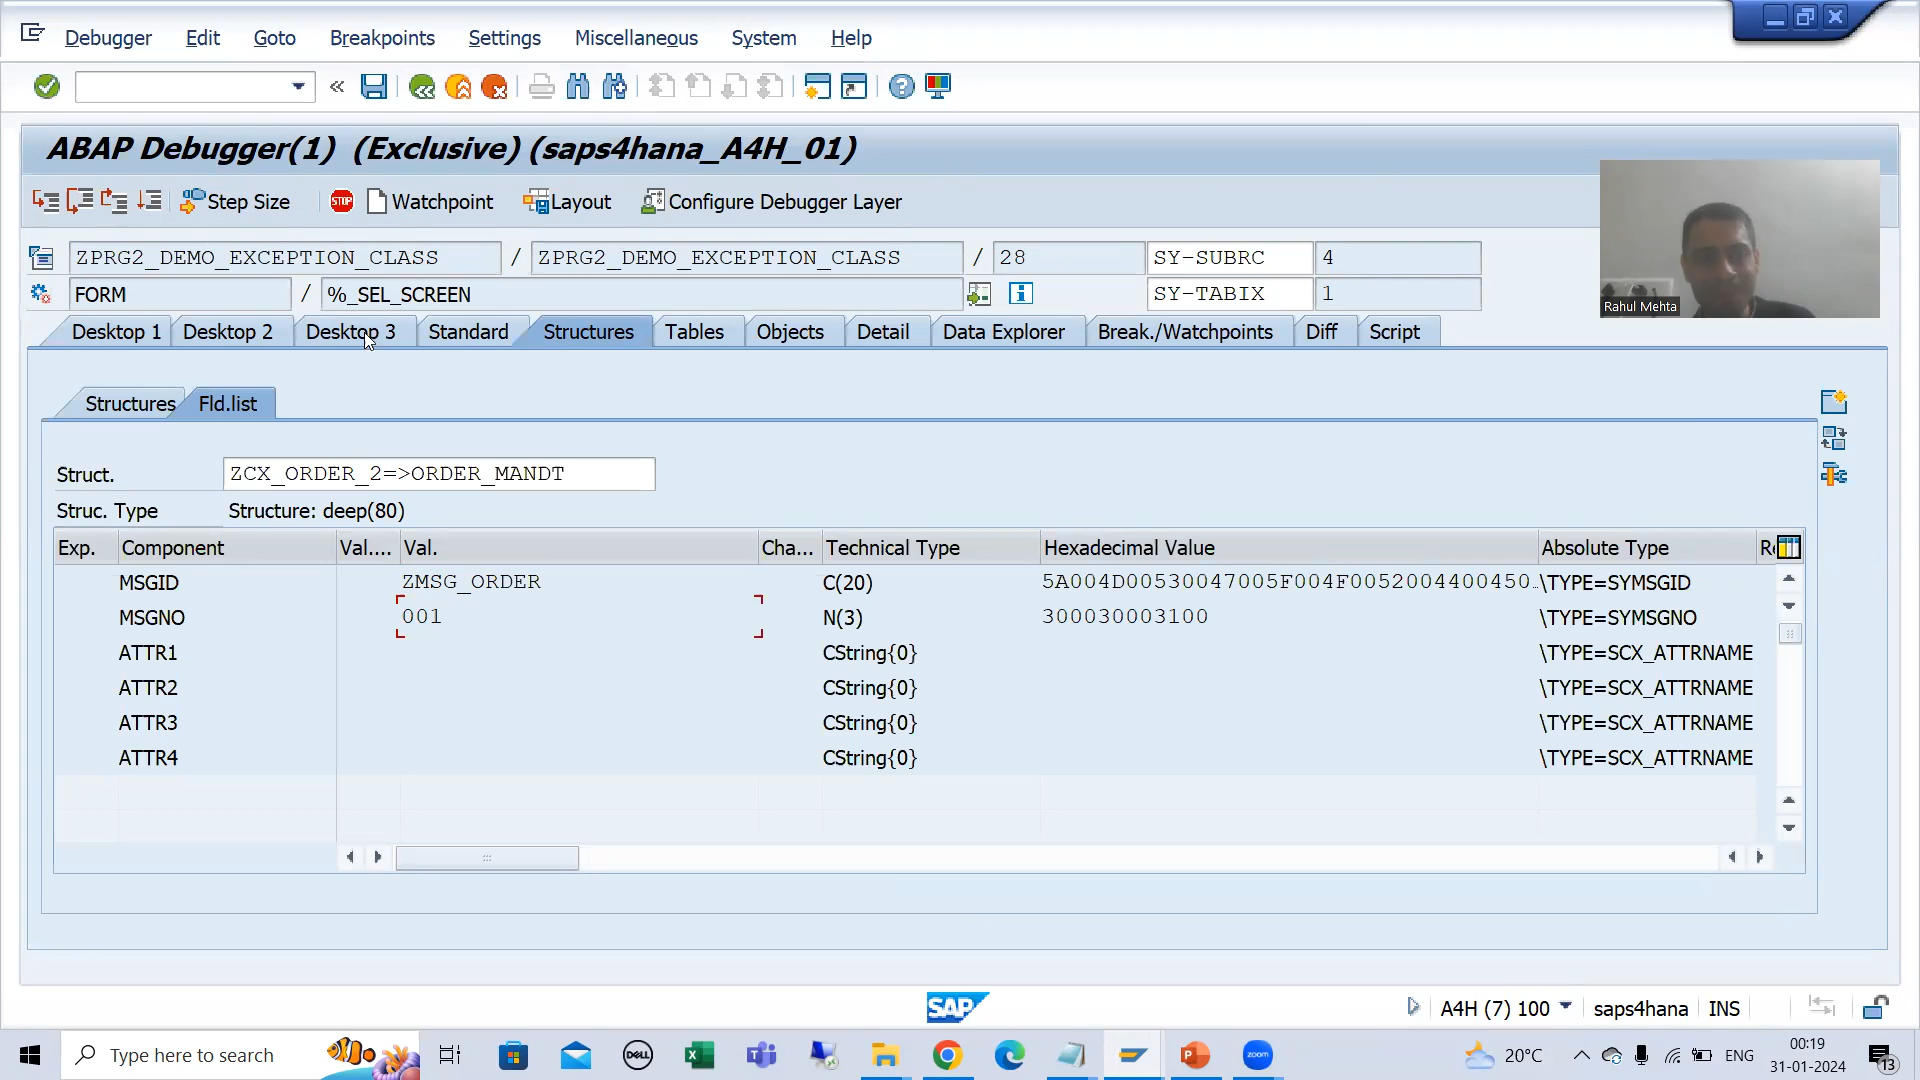 Debugger Edit Goto Breakpoints Settings Miscellaneous System Help
ABAP Debugger(1) (Exclusive) (saps4hana_A4H_01)
Step Size STOP Watchpoint Layout Configure Debugger Layer
ZPRG2_DEMO_EXCEPTION_CLASS / ZPRG2_DEMO_EXCEPTION_CLASS / 28 SY-SUBRC 4
FORM / %_SEL_SCREEN SY-TABIX 1
Rahul Mehta
Desktop 1 Desktop 2 Desktop 3 Standard Structures Tables Objects Detail Data Explorer Break./Watchpoints Diff Script
Structures Fld.list
Struct. ZCX_ORDER_2=>ORDER_MANDT
Struc. Type Structure: deep(80)
Exp. Component Val.... Val. Cha... Technical Type Hexadecimal Value Absolute Type
MSGID ZMSG_ORDER C(20) 5A004D00530047005F004F0052004400450… \TYPE=SYMSGID
MSGNO 001 N(3) 300030003100 \TYPE=SYMSGNO
ATTR1 CString{0} \TYPE=SCX_ATTRNAME
ATTR2 CString{0} \TYPE=SCX_ATTRNAME
ATTR3 CString{0} \TYPE=SCX_ATTRNAME
ATTR4 CString{0} \TYPE=SCX_ATTRNAME
SAP
A4H (7) 100 saps4hana INS
Type here to search DELL zoom 20°C ENG 00:19
31-01-2024 13